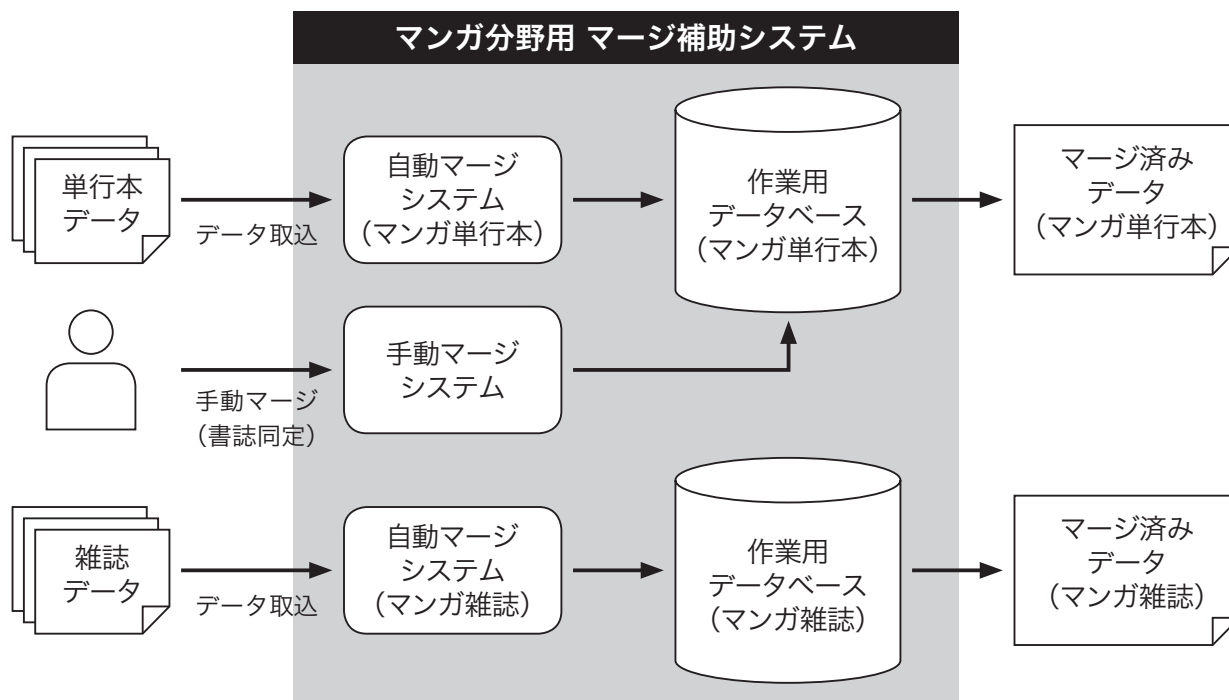 マンガ分野用 マージ補助システム
単行本
データ
データ取込
自動マージ
システム
（マンガ単行本）
作業用
データベース
（マンガ単行本）
マージ済み
データ
（マンガ単行本）
手動マージ
（書誌同定）
手動マージ
システム
雑誌
データ
データ取込
自動マージ
システム
（マンガ雑誌）
作業用
データベース
（マンガ雑誌）
マージ済み
データ
（マンガ雑誌）